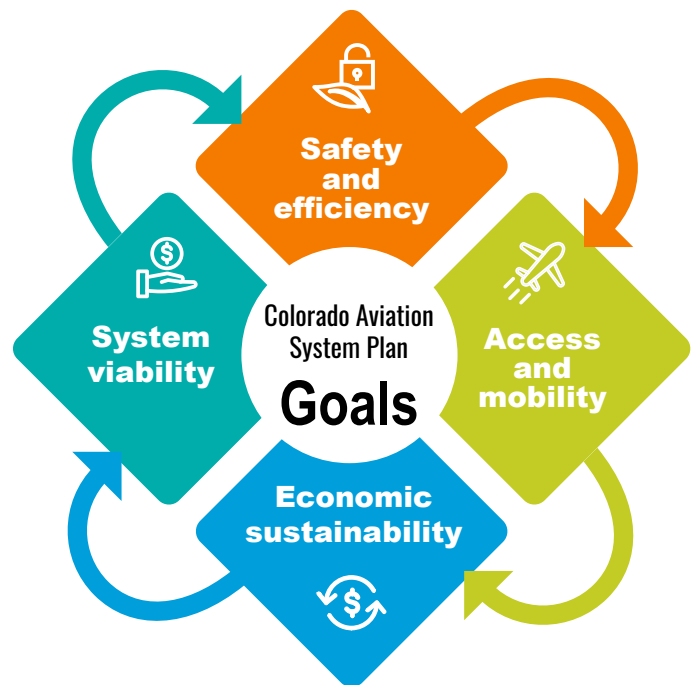 Safety
and
efficiency
System
viability
Colorado Aviation
System Plan
Goals
Access
and
mobility
Economic
sustainability